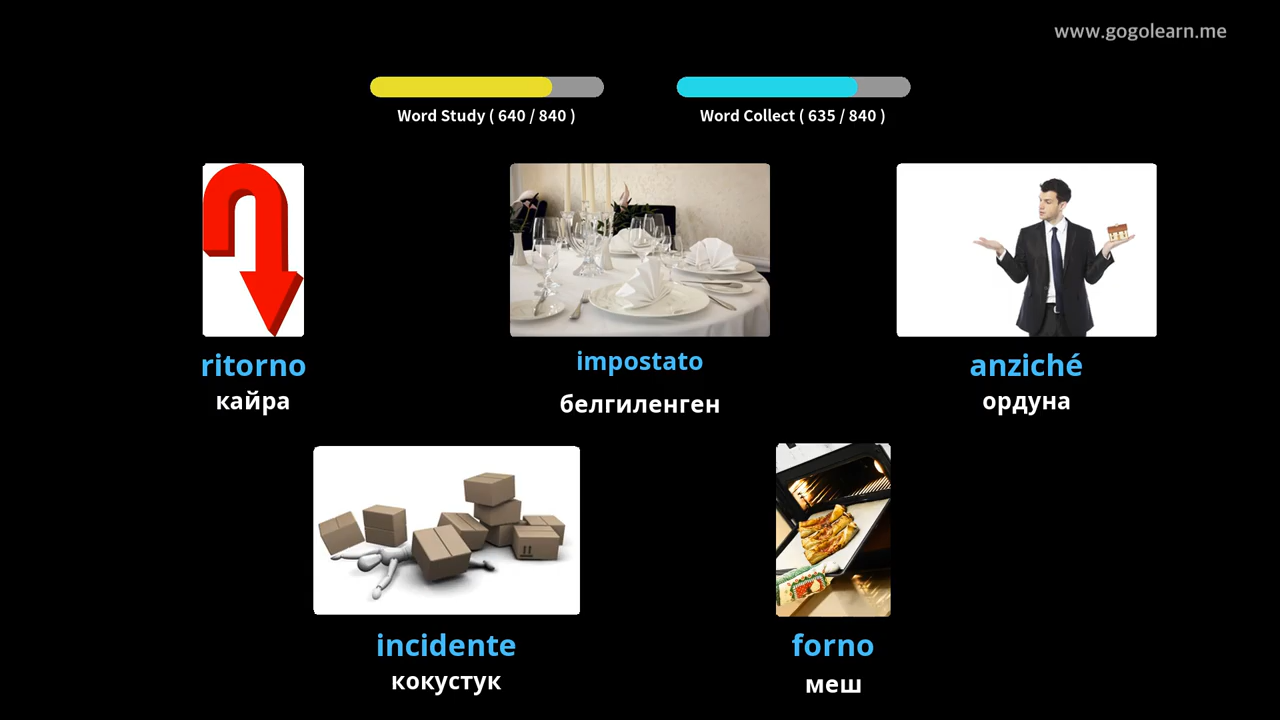 www.gogolearn.me
Word Study ( 640 / 840 )
Word Collect ( 635 / 840 )
ritorno
кайра
impostato
белгиленген
anziché
ордуна
incidente
кокустук
forno
меш